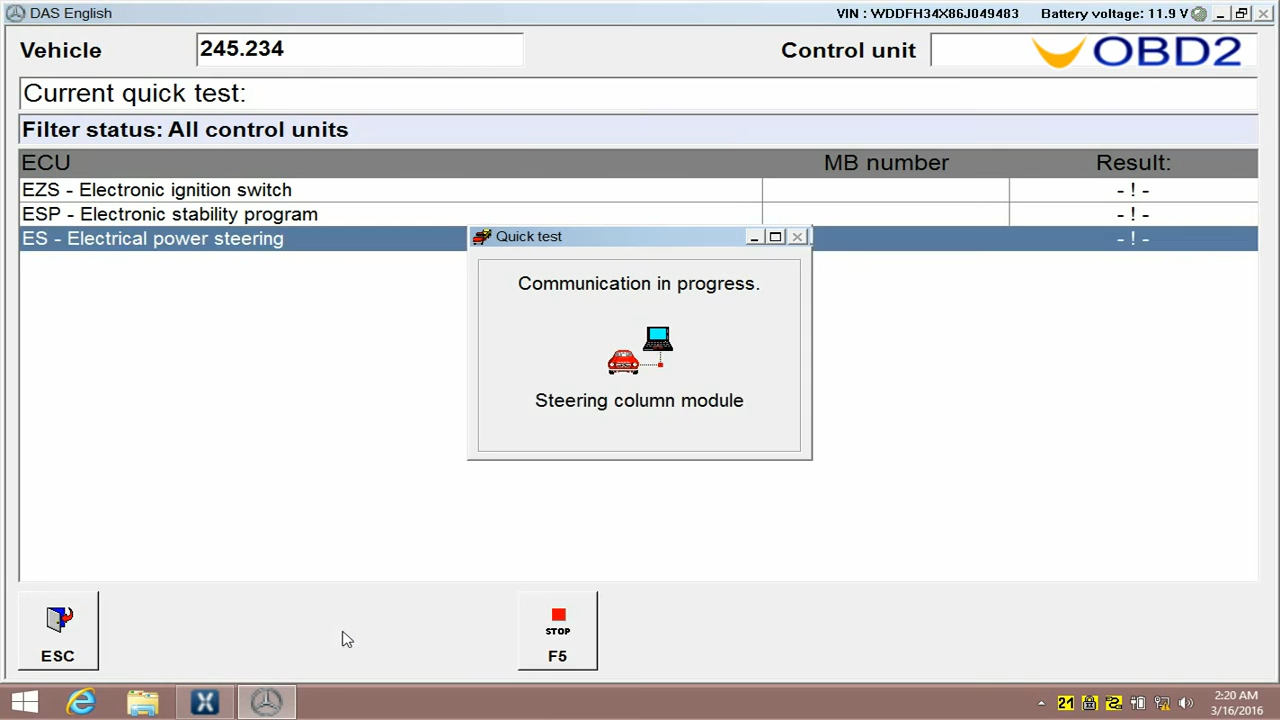 DAS English VIN : WDDFH34X86J049483 Battery voltage: 11.9 V
Vehicle 245.234 Control unit OBD2
Current quick test:
Filter status: All control units
ECU MB number Result:
EZS - Electronic ignition switch - ! -
ESP - Electronic stability program - ! -
ES - Electrical power steering - ! -
Quick test
Communication in progress.
Steering column module
STOP
ESC F5
21
2:20 AM
3/16/2016